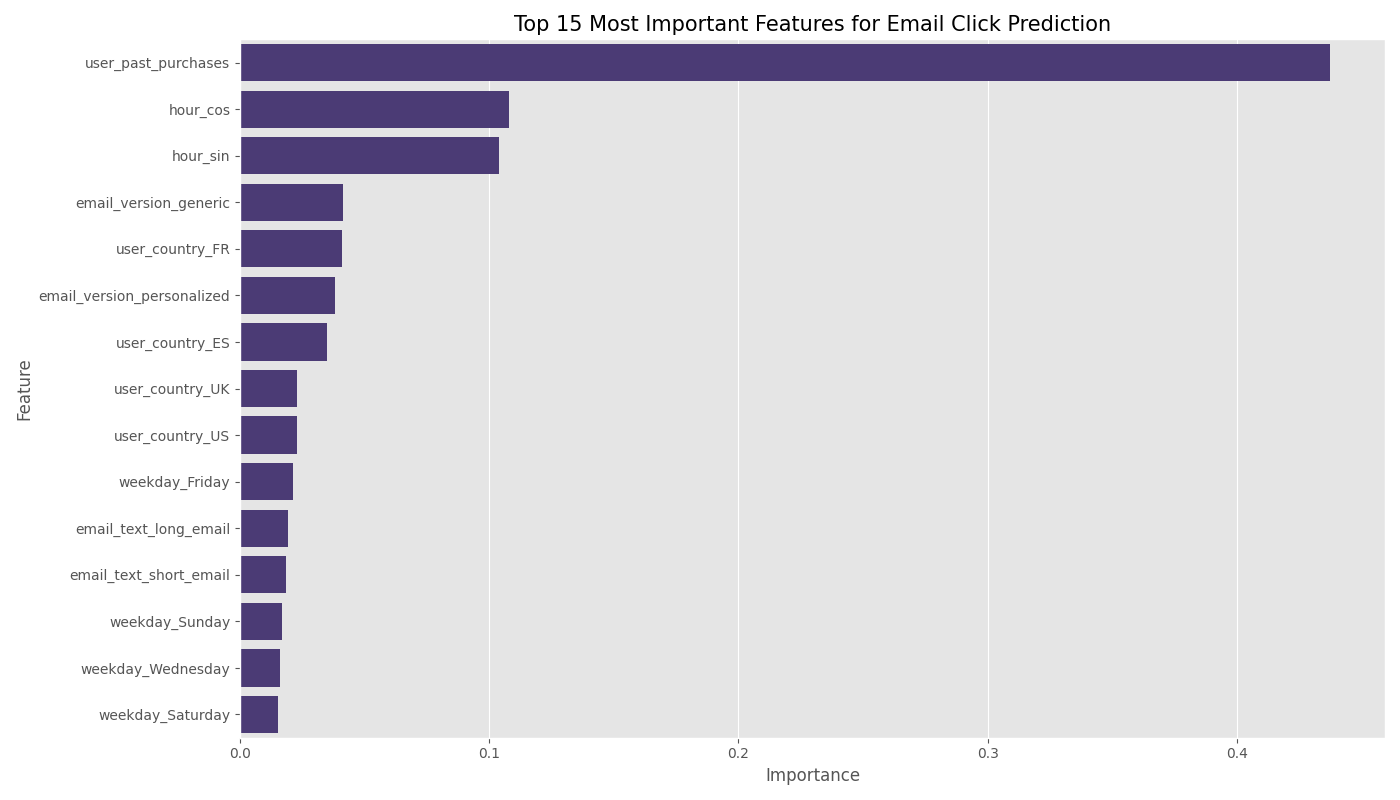 Top 15 Most Important Features for Email Click Prediction
user_past_purchases
hour_cos
hour_sin
email_version_generic
user_country_FR
email_version_personalized
user_country_ES
user_country_UK
user_country_US
weekday_Friday
email_text_long_email
email_text_short_email
weekday_Sunday
weekday_Wednesday
weekday_Saturday
Feature
0.0 0.1 0.2 0.3 0.4
Importance